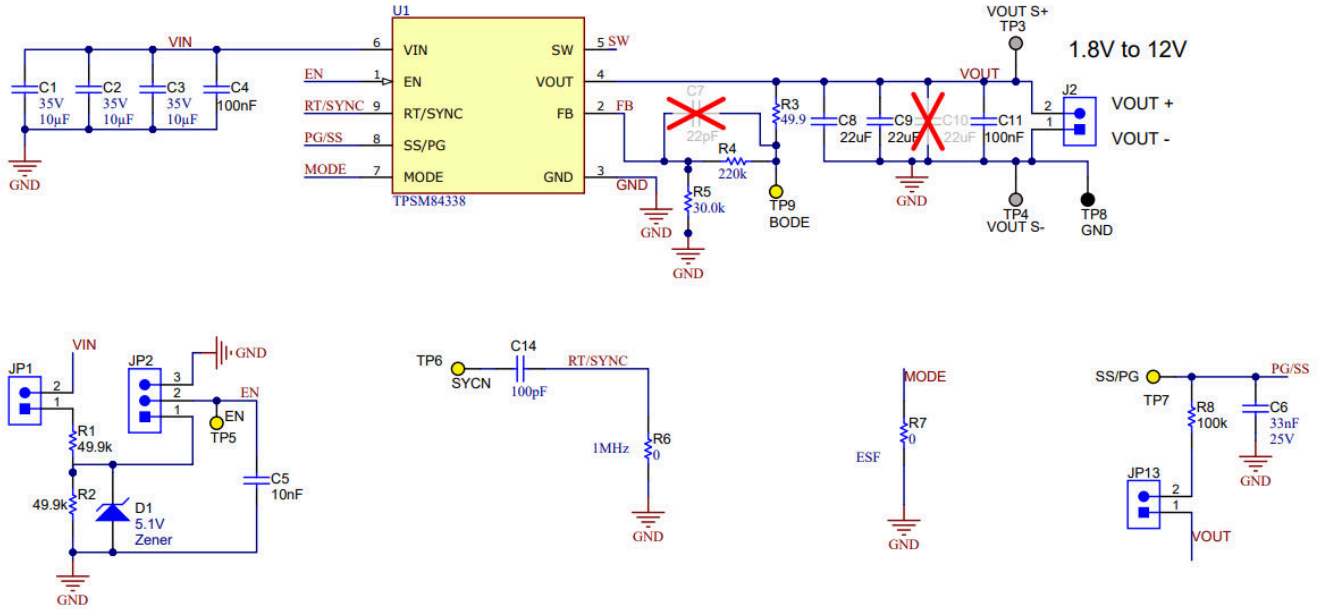 U1
VIN
6
VIN
SW
5
SW
EN
1
EN
VOUT
4
RT/SYNC
9
RT/SYNC
FB
2
FB
PG/SS
8
SS/PG
MODE
7
MODE
GND
3
GND
TPSM84338
C1
35V
10µF
C2
35V
10µF
C3
35V
10µF
C4
100nF
GND
C7
22pF
R3
49.9
R4
220k
R5
30.0k
GND
GND
TP9
BODE
VOUT
C8
22uF
C9
22uF
C10
22uF
C11
100nF
GND
VOUT S+
TP3
1.8V to 12V
J2
2
1
VOUT +
VOUT -
TP4
VOUT S-
TP8
GND
JP1
VIN
2
1
R1
49.9k
R2
49.9k
D1
5.1V
Zener
GND
JP2
3
2
1
GND
EN
EN
TP5
C5
10nF
TP6
SYCN
C14
100pF
RT/SYNC
1MHz
R6
0
GND
MODE
R7
0
ESF
GND
SS/PG
TP7
PG/SS
R8
100k
C6
33nF
25V
GND
JP13
2
1
VOUT